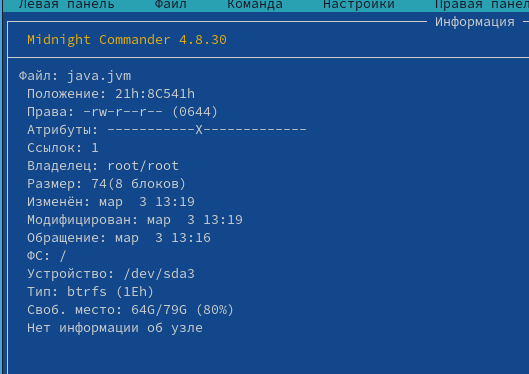 Левая панель Файл Команда Настройки Правая панел
Информация
Midnight Commander 4.8.30
Файл: java.jvm
Положение: 21h:8C541h
Права: -rw-r--r-- (0644)
Атрибуты: -----------X-------------
Ссылок: 1
Владелец: root/root
Размер: 74(8 блоков)
Изменён: мар  3 13:19
Модифицирован: мар  3 13:19
Обращение: мар  3 13:16
ФС: /
Устройство: /dev/sda3
Тип: btrfs (1Eh)
Своб. место: 64G/79G (80%)
Нет информации об узле